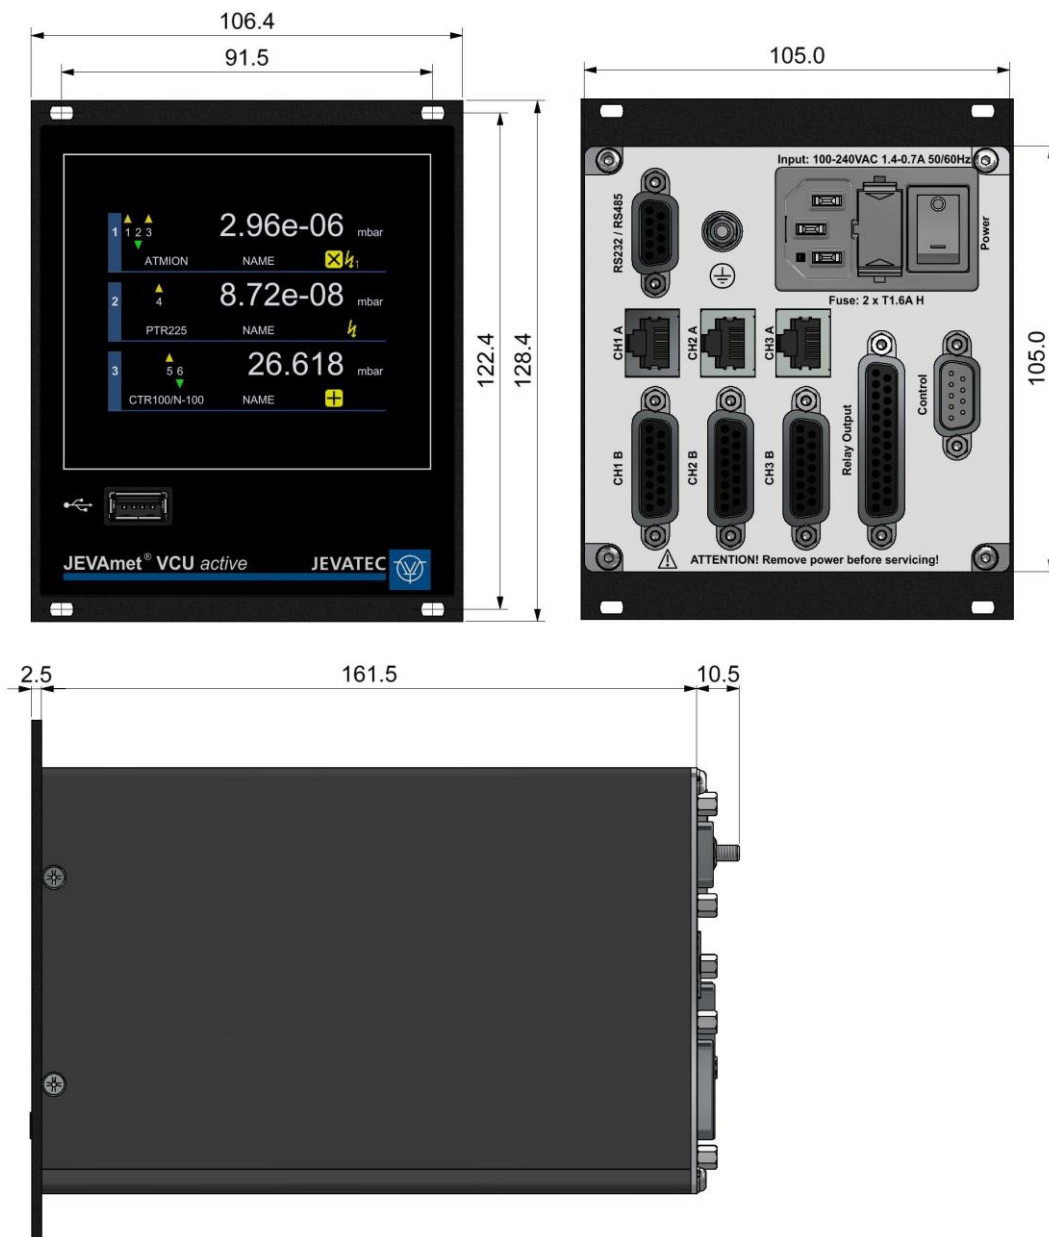 106.4
91.5
105.0
1 1 2 3 2.96e-06 mbar
ATMION NAME 1
2 4 8.72e-08 mbar
PTR225 NAME
3 5 6 26.618 mbar
CTR100/N-100 NAME
JEVAmet® VCU active JEVATEC
122.4
128.4
Input: 100-240VAC 1.4-0.7A 50/60Hz
RS232 / RS485
Power
Fuse: 2 x T1.6A H
CH1 A
CH2 A
CH3 A
CH1 B
CH2 B
CH3 B
Relay Output
Control
ATTENTION! Remove power before servicing!
105.0
2.5
161.5
10.5